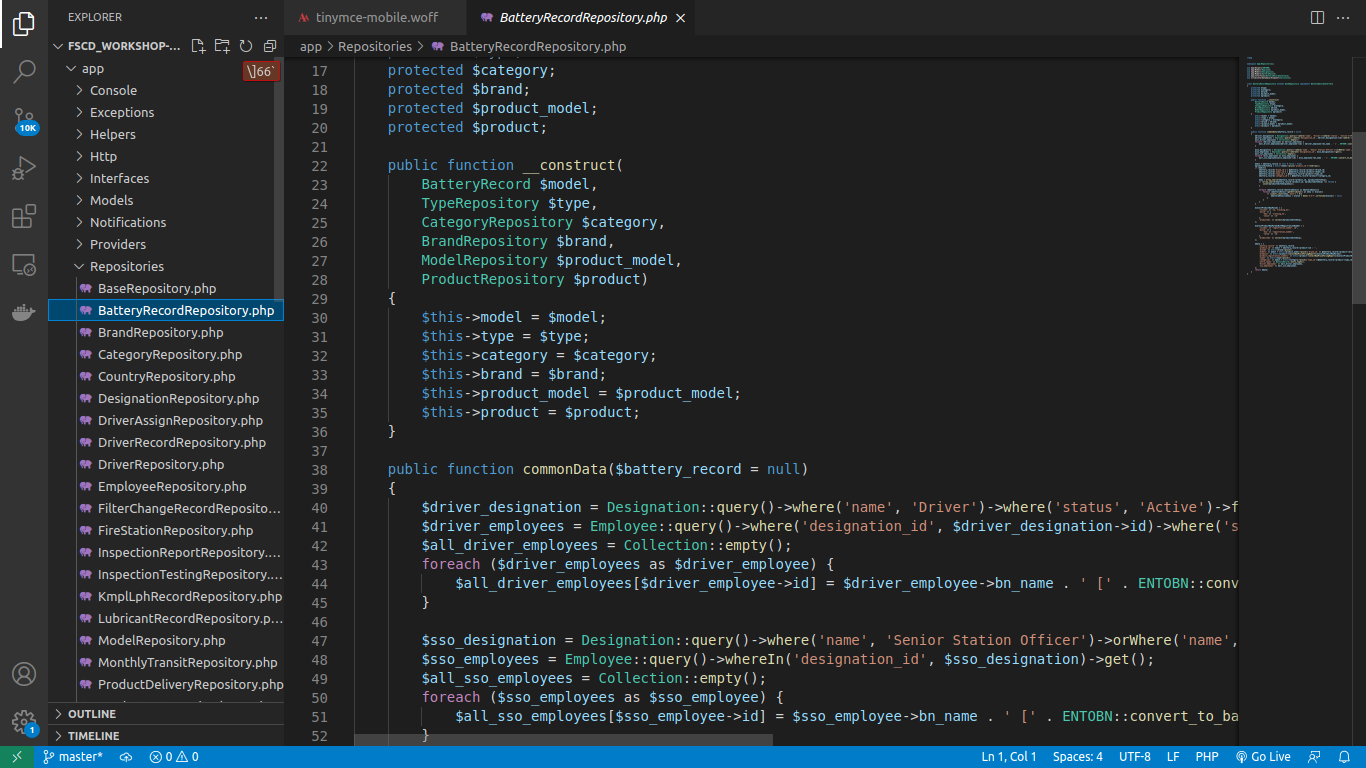 EXPLORER
tinymce-mobile.woff
BatteryRecordRepository.php
FSCD_WORKSHOP-...
app > Repositories > BatteryRecordRepository.php
app
\]66`
Console
Exceptions
Helpers
Http
Interfaces
Models
Notifications
Providers
Repositories
BaseRepository.php
BatteryRecordRepository.php
BrandRepository.php
CategoryRepository.php
CountryRepository.php
DesignationRepository.php
DriverAssignRepository.php
DriverRecordRepository.php
DriverRepository.php
EmployeeRepository.php
FilterChangeRecordReposito...
FireStationRepository.php
InspectionReportRepository....
InspectionTestingRepository....
KmplLphRecordRepository.php
LubricantRecordRepository.p...
ModelRepository.php
MonthlyTransitRepository.php
ProductDeliveryRepository.php
OUTLINE
TIMELINE
10K
1
17 protected $category;
18 protected $brand;
19 protected $product_model;
20 protected $product;
21
22 public function __construct(
23 BatteryRecord $model,
24 TypeRepository $type,
25 CategoryRepository $category,
26 BrandRepository $brand,
27 ModelRepository $product_model,
28 ProductRepository $product)
29 {
30 $this->model = $model;
31 $this->type = $type;
32 $this->category = $category;
33 $this->brand = $brand;
34 $this->product_model = $product_model;
35 $this->product = $product;
36 }
37
38 public function commonData($battery_record = null)
39 {
40 $driver_designation = Designation::query()->where('name', 'Driver')->where('status', 'Active')->f
41 $driver_employees = Employee::query()->where('designation_id', $driver_designation->id)->where('s
42 $all_driver_employees = Collection::empty();
43 foreach ($driver_employees as $driver_employee) {
44 $all_driver_employees[$driver_employee->id] = $driver_employee->bn_name . ' [' . ENTOBN::conv
45 }
46
47 $sso_designation = Designation::query()->where('name', 'Senior Station Officer')->orWhere('name',
48 $sso_employees = Employee::query()->whereIn('designation_id', $sso_designation)->get();
49 $all_sso_employees = Collection::empty();
50 foreach ($sso_employees as $sso_employee) {
51 $all_sso_employees[$sso_employee->id] = $sso_employee->bn_name . ' [' . ENTOBN::convert_to_ba
52 }
master* 0 0 Ln 1, Col 1 Spaces: 4 UTF-8 LF PHP Go Live